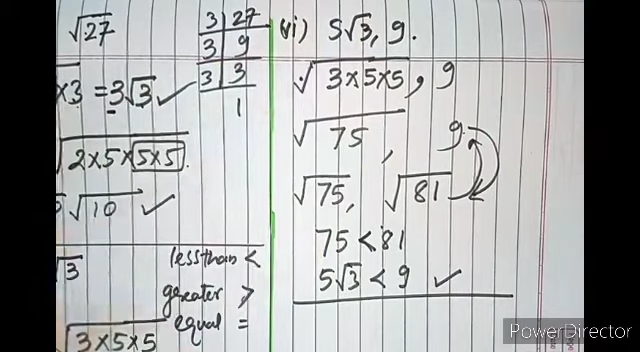 √27
3 | 27
3 | 9
3 | 3
1
×3 = 3√3 ✓
√2×5×5×5
√10 ✓
√3
less than <
greater >
equal =
√3×5×5
vi) 5√3, 9.
√3×5×5, 9
√75, 9
√75, √81
75 < 81
5√3 < 9 ✓
PowerDirector